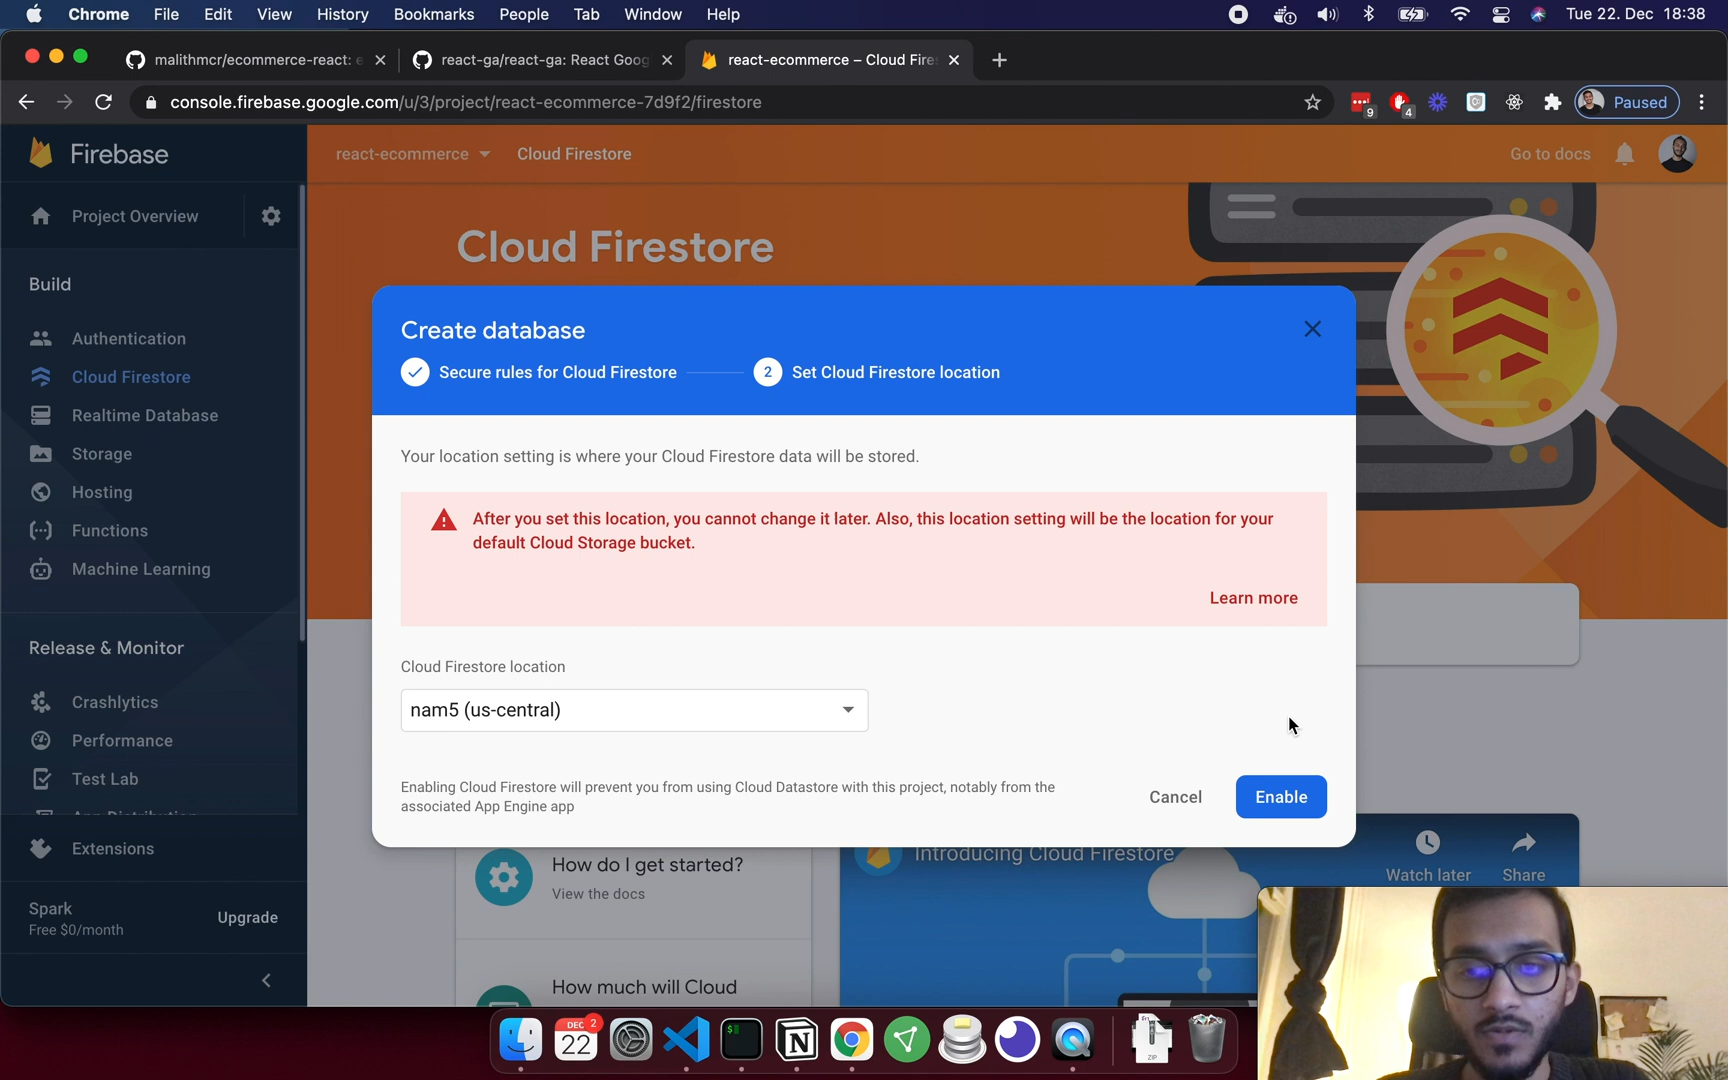 Chrome File Edit View History Bookmarks People Tab Window Help
Tue 22. Dec 18:38
malithmcr/ecommerce-react:
react-ga/react-ga: React Goog
react-ecommerce – Cloud Fire
console.firebase.google.com/u/3/project/react-ecommerce-7d9f2/firestore
9
4
Paused
Firebase
react-ecommerce
Cloud Firestore
Go to docs
Project Overview
Cloud Firestore
Build
Authentication
Cloud Firestore
Realtime Database
Storage
Hosting
Functions
Machine Learning
Release & Monitor
Crashlytics
Performance
Test Lab
Extensions
Spark
Free $0/month
Upgrade
Create database
Secure rules for Cloud Firestore
2 Set Cloud Firestore location
Your location setting is where your Cloud Firestore data will be stored.
After you set this location, you cannot change it later. Also, this location setting will be the location for your
default Cloud Storage bucket.
Learn more
Cloud Firestore location
nam5 (us-central)
Enabling Cloud Firestore will prevent you from using Cloud Datastore with this project, notably from the
associated App Engine app
Cancel
Enable
How do I get started?
View the docs
How much will Cloud
Introducing Cloud Firestore
Watch later
Share
DEC
22
2
$
N
ZIP